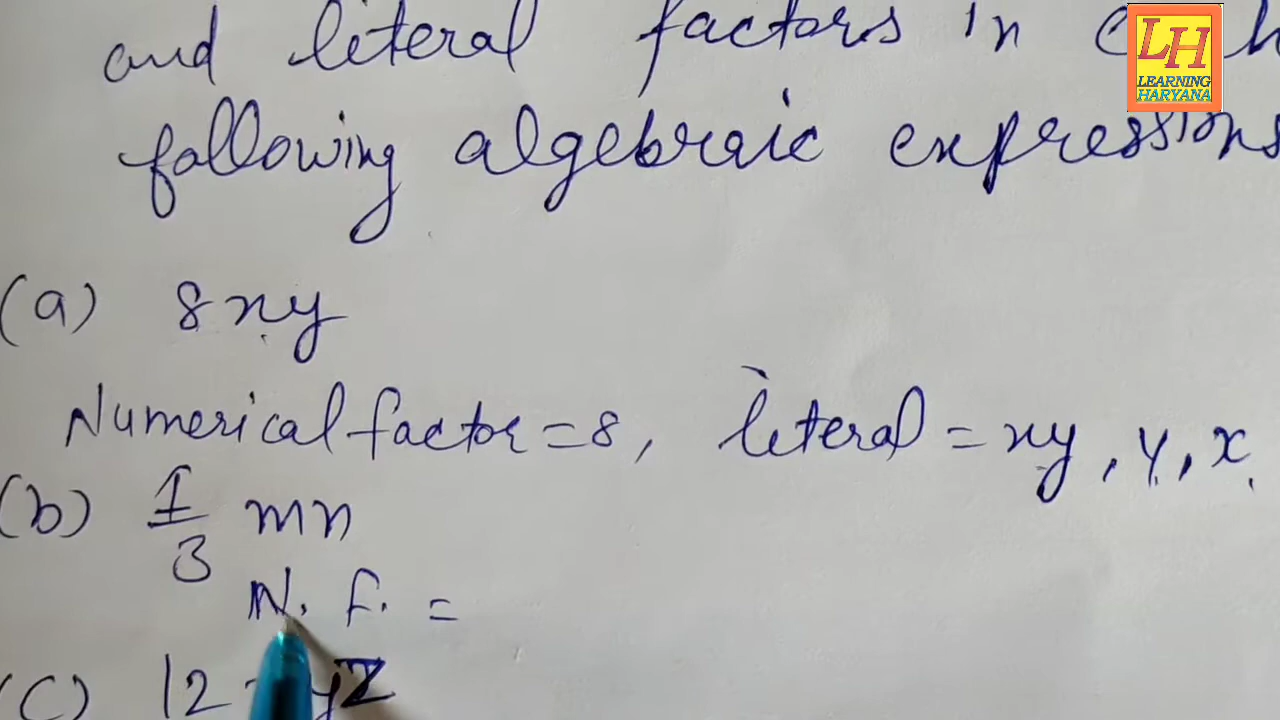 and literal factors in
LH
LEARNING
HARYANA
following algebraic expressions
(a) 8xy
Numerical factor = 8, literal = xy, y, x
(b) 1/3 mn
N. F. =
(C) 12 yz